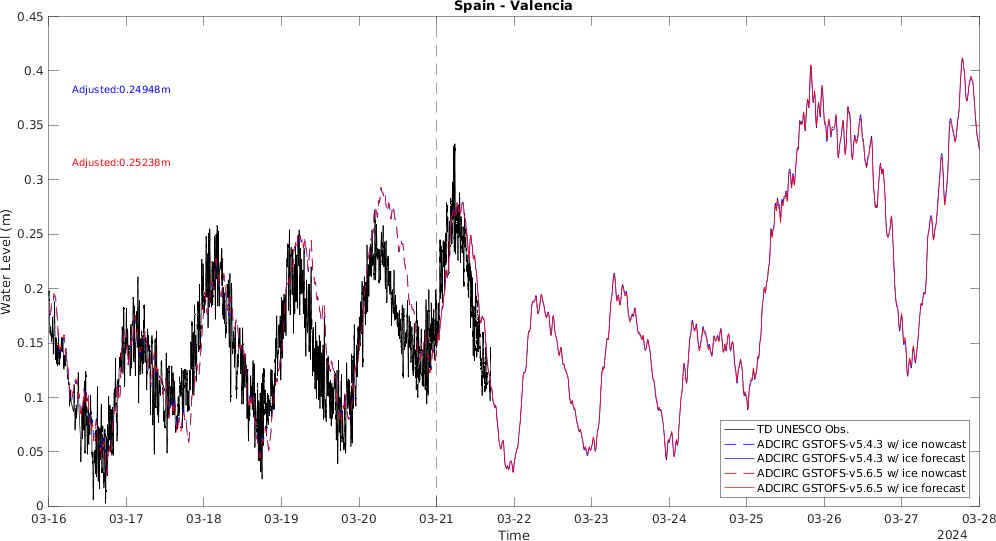 Spain - Valencia
0.45
0.4
0.35
0.3
0.25
0.2
0.15
0.1
0.05
0
Water Level (m)
Adjusted:0.24948m
Adjusted:0.25238m
TD UNESCO Obs.
ADCIRC GSTOFS-v5.4.3 w/ ice nowcast
ADCIRC GSTOFS-v5.4.3 w/ ice forecast
ADCIRC GSTOFS-v5.6.5 w/ ice nowcast
ADCIRC GSTOFS-v5.6.5 w/ ice forecast
03-16 03-17 03-18 03-19 03-20 03-21 03-22 03-23 03-24 03-25 03-26 03-27 03-28
Time
2024